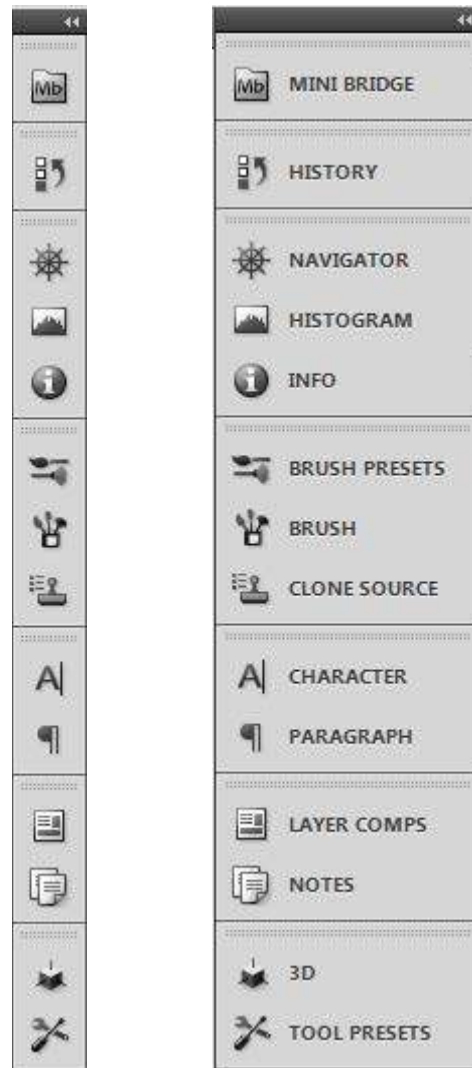 Mb
Mb MINI BRIDGE
HISTORY
NAVIGATOR
HISTOGRAM
i INFO
BRUSH PRESETS
BRUSH
CLONE SOURCE
A CHARACTER
¶ PARAGRAPH
LAYER COMPS
NOTES
3D
TOOL PRESETS